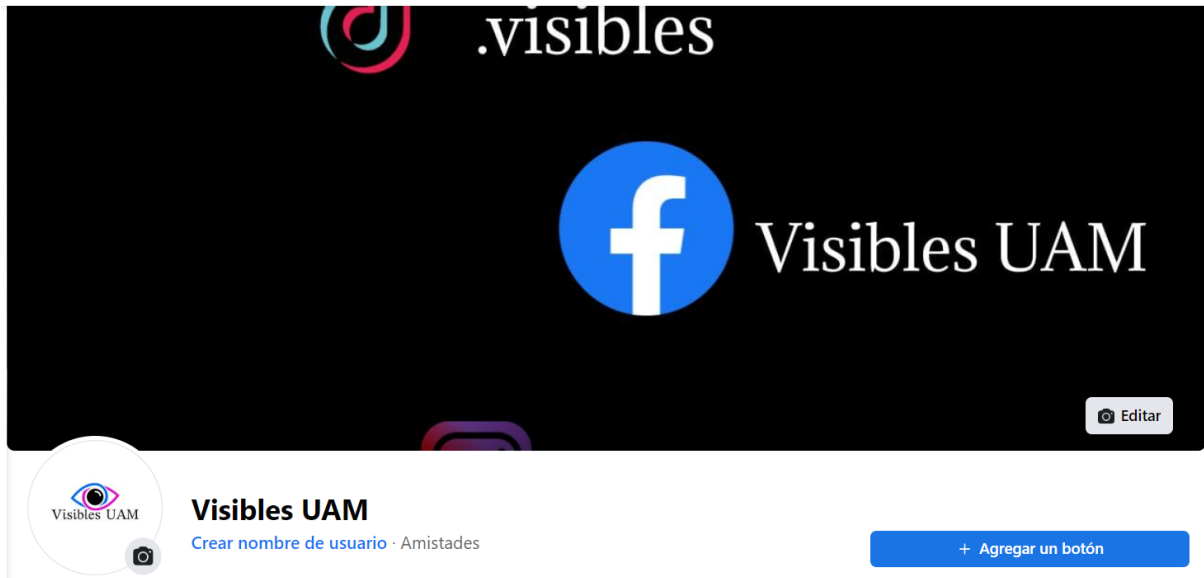 .visibles
Visibles UAM
Editar
Visibles UAM
Visibles UAM
Crear nombre de usuario · Amistades
+ Agregar un botón